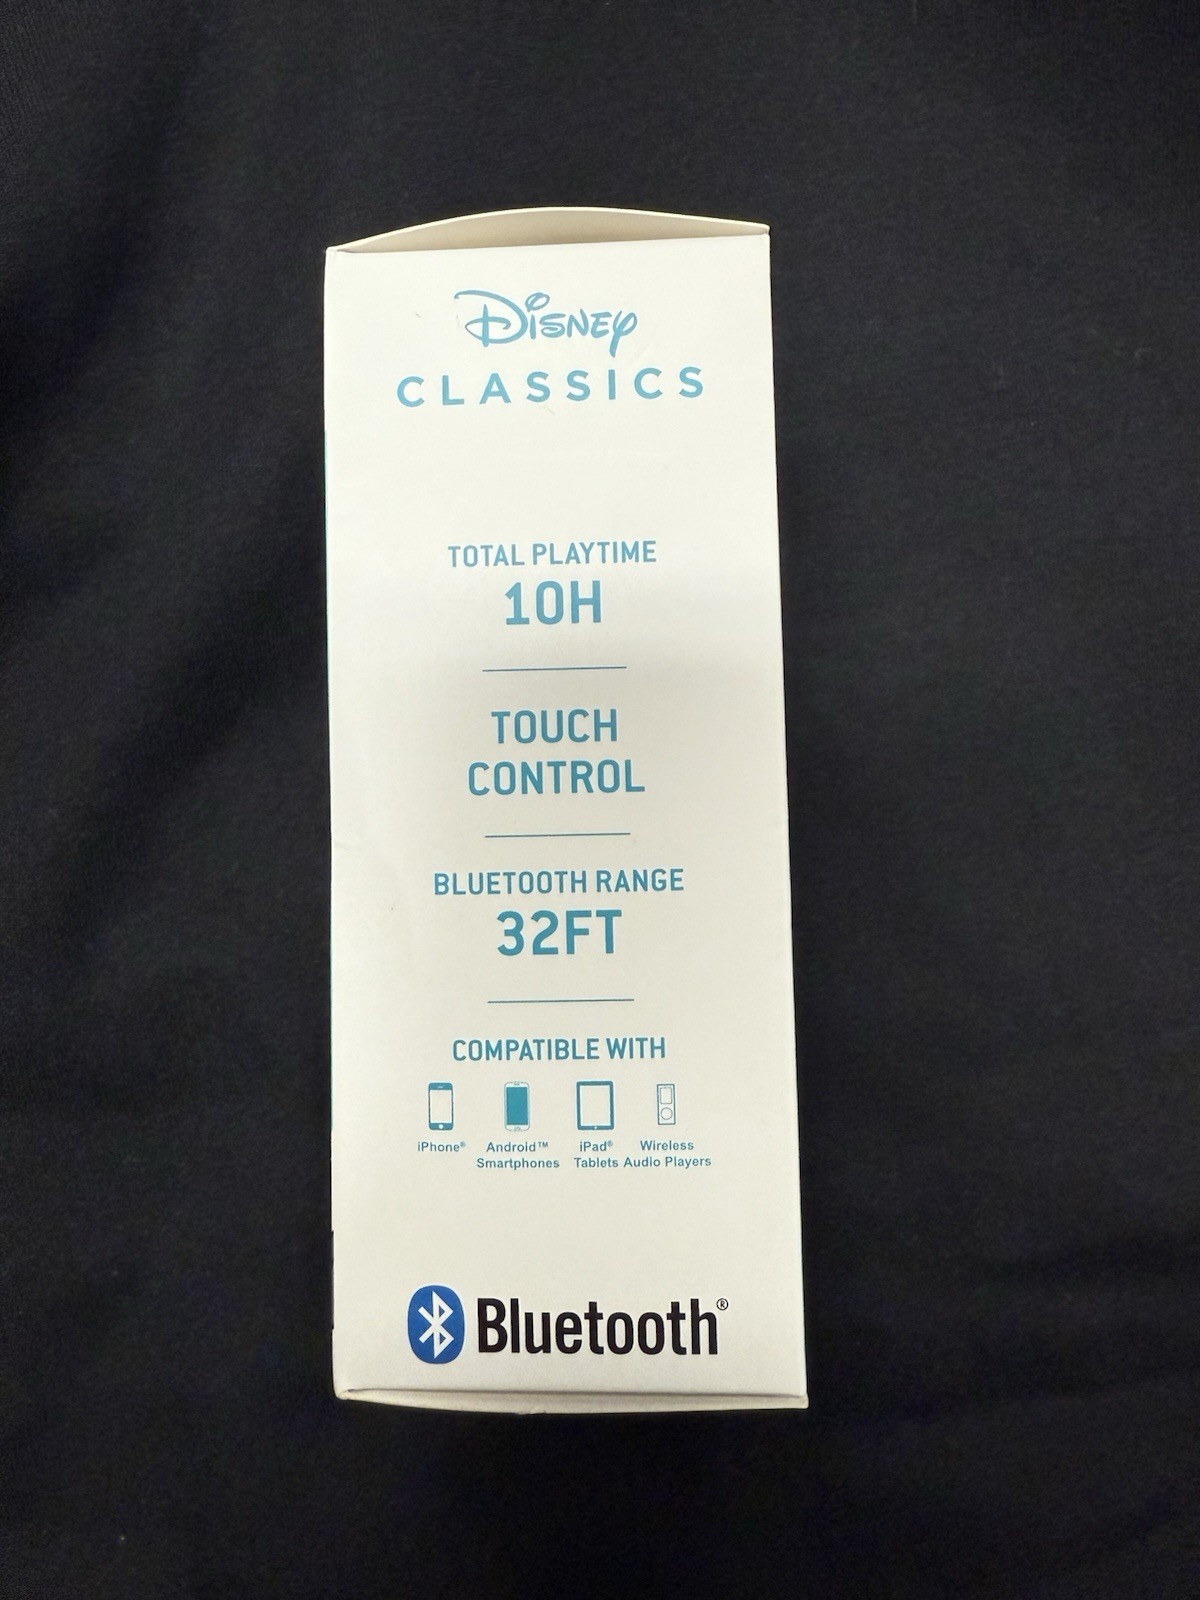 Disney
CLASSICS
TOTAL PLAYTIME
10H
TOUCH
CONTROL
BLUETOOTH RANGE
32FT
COMPATIBLE WITH
iPhone®
Android™
Smartphones
iPad®
Tablets
Wireless
Audio Players
Bluetooth®